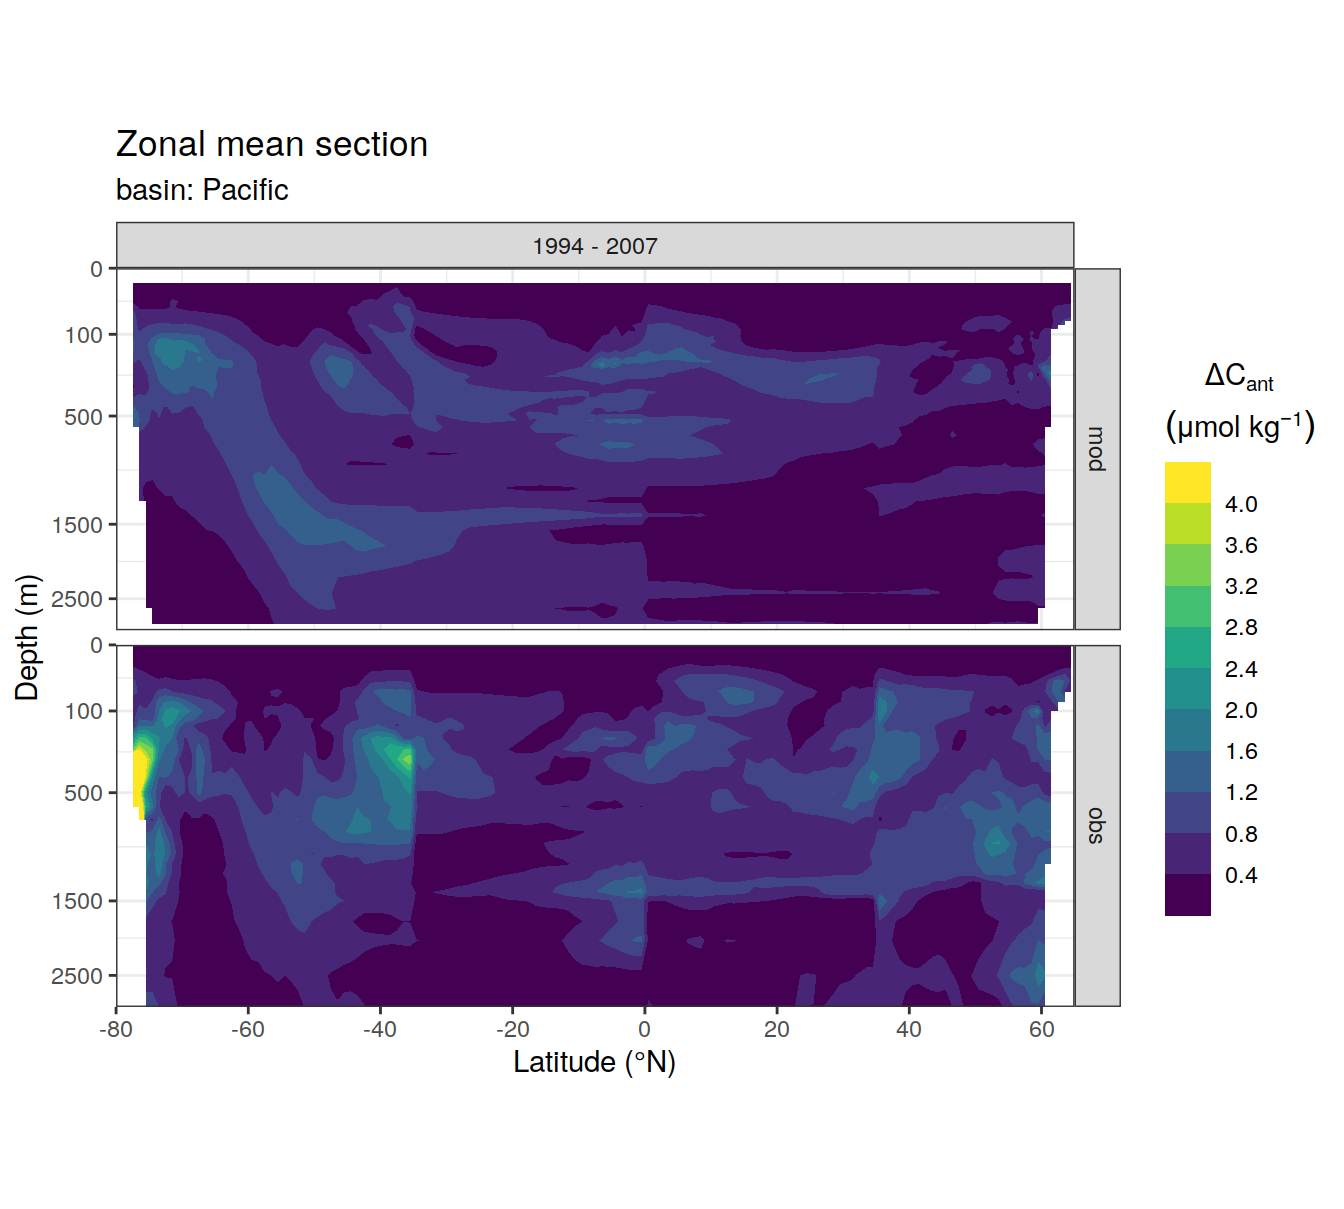 Zonal mean section
basin: Pacific
1994 - 2007
0
100
500
1500
2500
mod
0
100
500
1500
2500
obs
Depth (m)
-80 -60 -40 -20 0 20 40 60
Latitude (°N)
ΔCant
(μmol kg⁻¹)
4.0
3.6
3.2
2.8
2.4
2.0
1.6
1.2
0.8
0.4